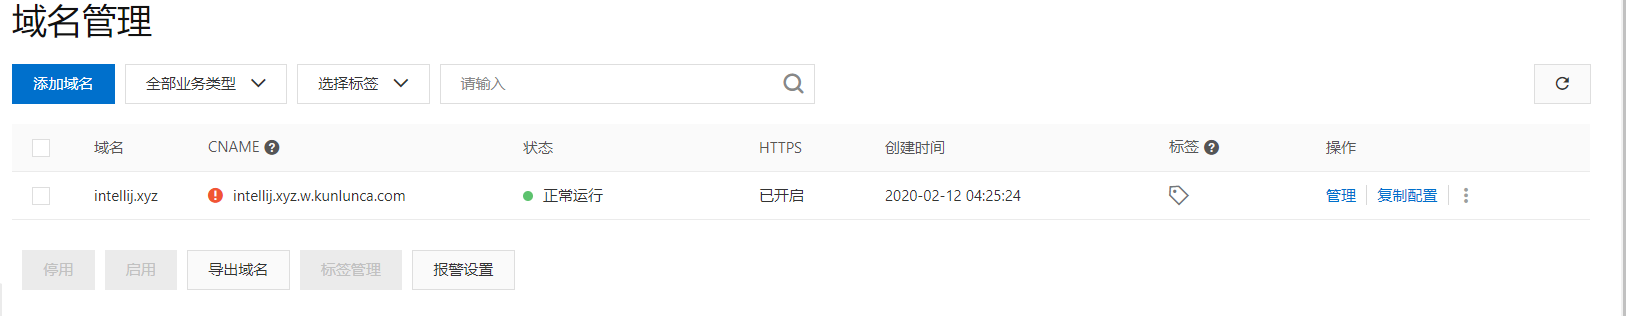 域名管理
添加域名 全部业务类型 选择标签 请输入
域名 CNAME 状态 HTTPS 创建时间 标签 操作
intellij.xyz intellij.xyz.w.kunlunca.com 正常运行 已开启 2020-02-12 04:25:24 管理 复制配置
停用 启用 导出域名 标签管理 报警设置